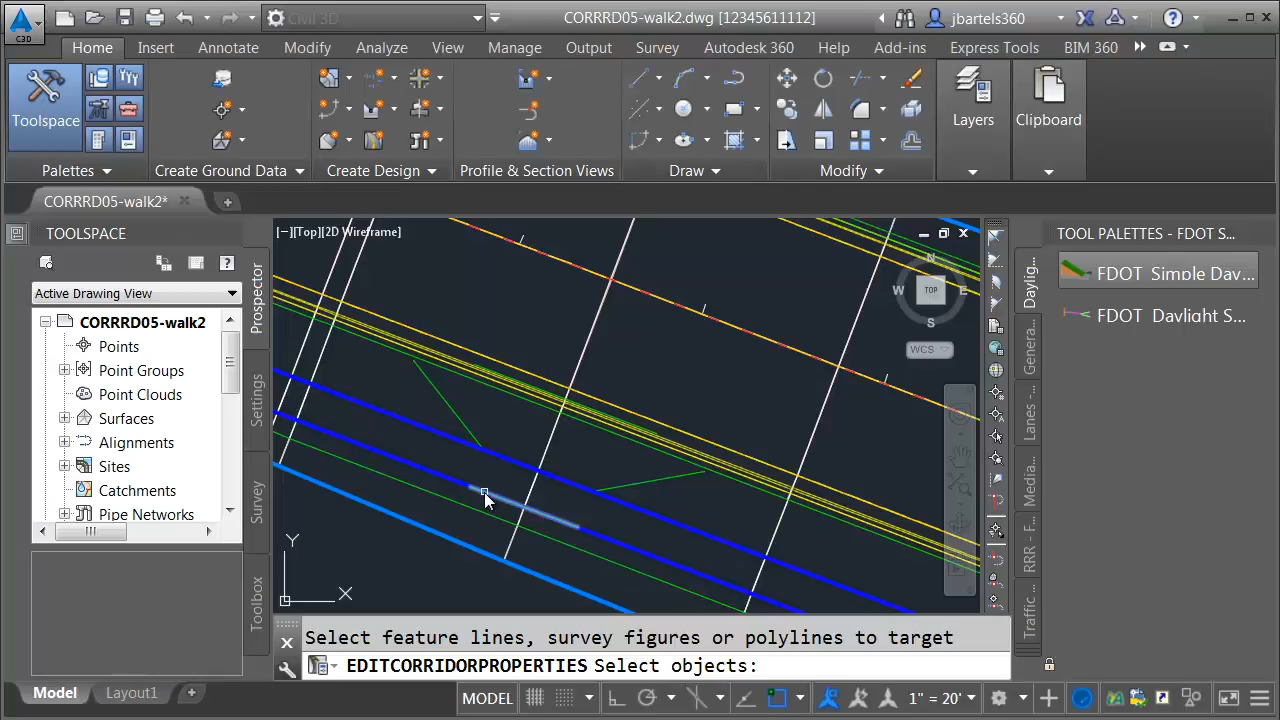 C3D
Civil 3D
CORRRD05-walk2.dwg [12345611112]
jbartels360
Home Insert Annotate Modify Analyze View Manage Output Survey Autodesk 360 Help Add-ins Express Tools BIM 360
Toolspace
Layers
Clipboard
Palettes Create Ground Data Create Design Profile & Section Views Draw Modify
CORRRD05-walk2*
TOOLSPACE
Active Drawing View
CORRRD05-walk2
Points
Point Groups
Point Clouds
Surfaces
Alignments
Sites
Catchments
Pipe Networks
Prospector
Settings
Survey
Toolbox
[−][Top][2D Wireframe]
N
W TOP E
S
WCS
Y
X
TOOL PALETTES - FDOT S...
FDOT Simple Dav...
FDOT Daylight S...
Daylig...
Genera...
Lanes -...
Media...
RRR - F...
Traffic ...
Select feature lines, survey figures or polylines to target
EDITCORRIDORPROPERTIES Select objects:
Model Layout1
MODEL
1" = 20'